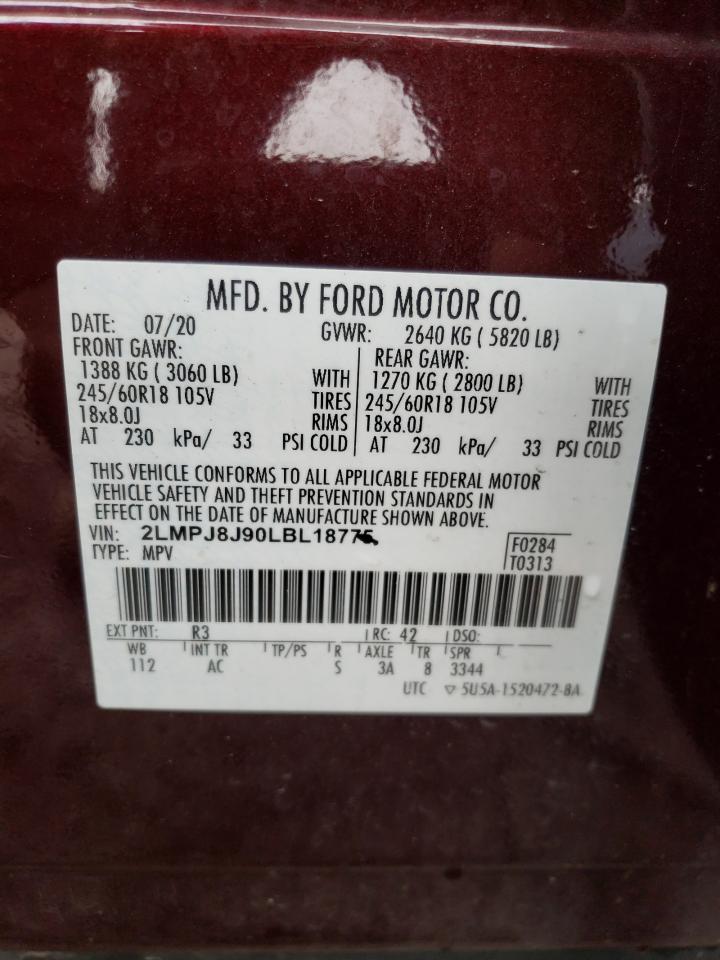 MFD. BY FORD MOTOR CO.
DATE: 07/20 GVWR: 2640 KG ( 5820 LB)
FRONT GAWR: REAR GAWR:
1388 KG ( 3060 LB) WITH 1270 KG ( 2800 LB) WITH
245/60R18 105V TIRES 245/60R18 105V TIRES
18x8.0J RIMS 18x8.0J RIMS
AT 230 kPa/ 33 PSI COLD AT 230 kPa/ 33 PSI COLD
THIS VEHICLE CONFORMS TO ALL APPLICABLE FEDERAL MOTOR
VEHICLE SAFETY AND THEFT PREVENTION STANDARDS IN
EFFECT ON THE DATE OF MANUFACTURE SHOWN ABOVE.
VIN: F0284
TYPE: MPV T0313
EXT PNT: R3 RC: 42 DSO:
WB INT TR TP/PS R AXLE TR SPR
112 AC S 3A 8 3344
UTC ▽ 5U5A-1520472-8A